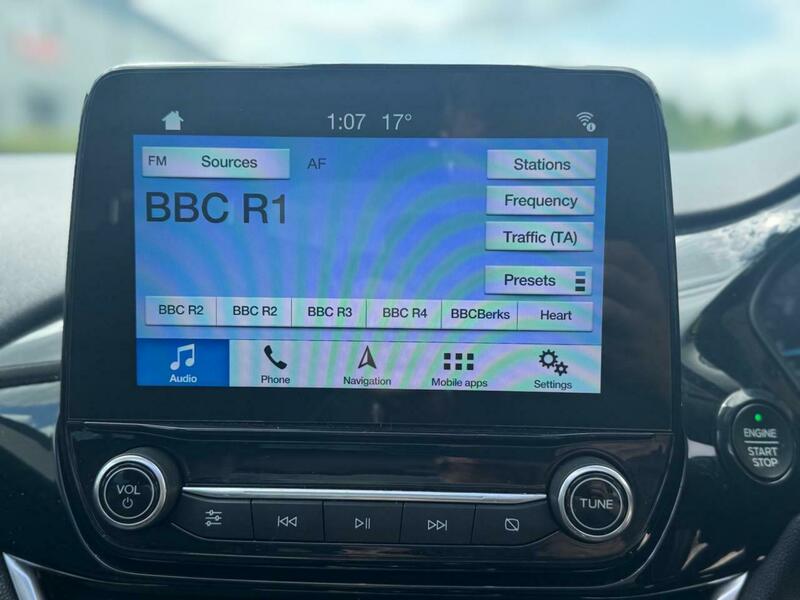 1:07 17°
FM Sources AF
Stations
BBC R1
Frequency
Traffic (TA)
Presets
BBC R2 BBC R2 BBC R3 BBC R4 BBCBerks Heart
Audio Phone Navigation Mobile apps Settings
ENGINE
START
STOP
VOL
TUNE